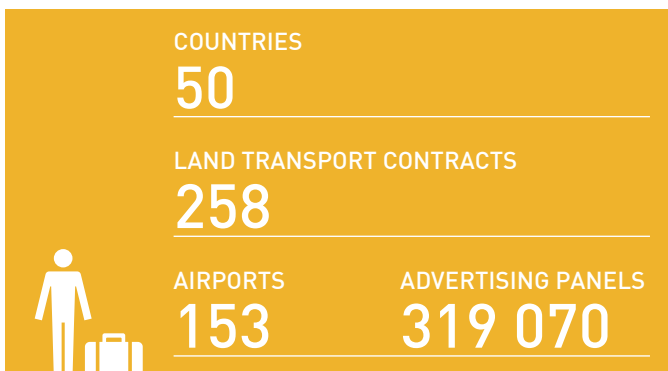 COUNTRIES
50
LAND TRANSPORT CONTRACTS
258
AIRPORTS
153
ADVERTISING PANELS
319 070